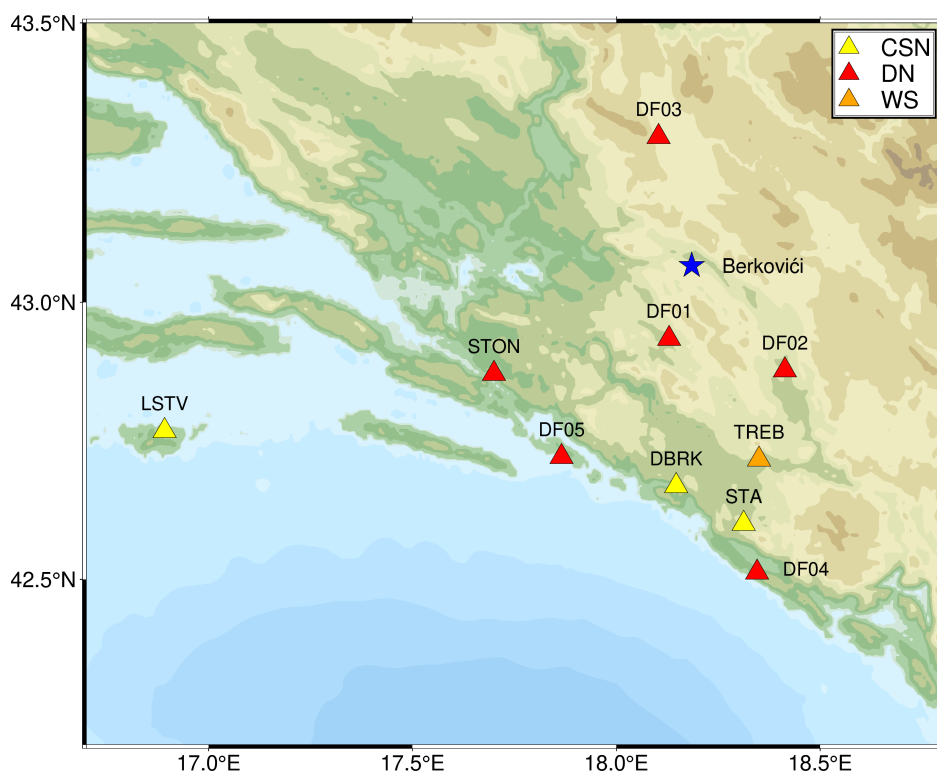 43.5°N
CSN
DN
WS
DF03
Berkovići
43.0°N
DF01
STON
DF02
LSTV
DF05
TREB
DBRK
STA
DF04
42.5°N
17.0°E
17.5°E
18.0°E
18.5°E